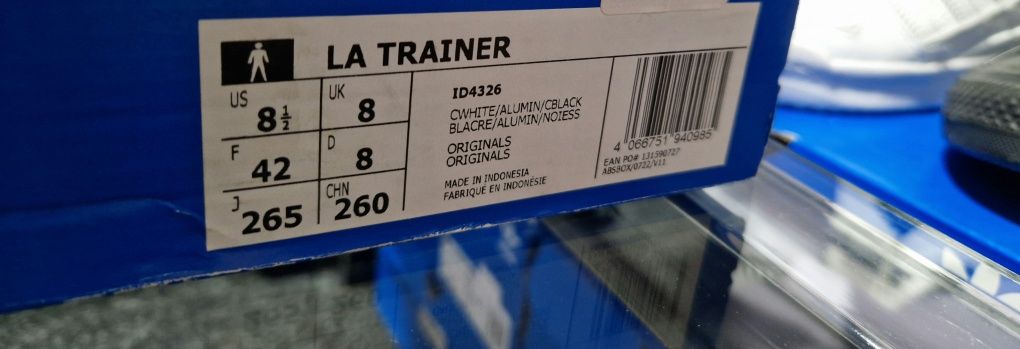 LA TRAINER
US 8½
UK 8
F 42
D 8
J 265
CHN 260
ID4326
CWHITE/ALUMIN/CBLACK
BLACRE/ALUMIN/NOIESS
ORIGINALS
ORIGINALS
MADE IN INDONESIA
FABRIQUÉ EN INDONÉSIE
4 066751 940985
EAN PO# 131590727
ABSBOX/0722/V11